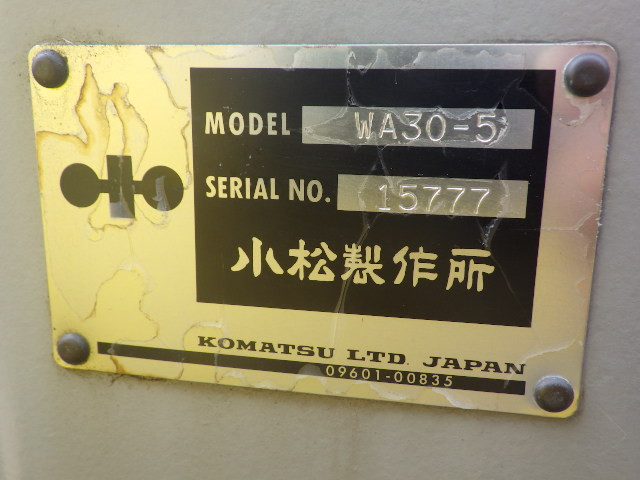 MODEL WA30-5
SERIAL NO. 15777
小松製作所
KOMATSU LTD. JAPAN
09601-00835